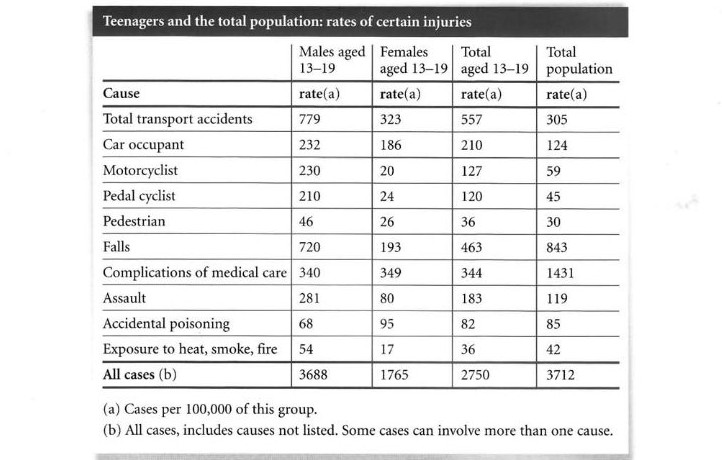 Teenagers and the total population: rates of certain injuries
Males aged 13–19 Females aged 13–19 Total aged 13–19 Total population
Cause rate(a) rate(a) rate(a) rate(a)
Total transport accidents 779 323 557 305
Car occupant 232 186 210 124
Motorcyclist 230 20 127 59
Pedal cyclist 210 24 120 45
Pedestrian 46 26 36 30
Falls 720 193 463 843
Complications of medical care 340 349 344 1431
Assault 281 80 183 119
Accidental poisoning 68 95 82 85
Exposure to heat, smoke, fire 54 17 36 42
All cases (b) 3688 1765 2750 3712
(a) Cases per 100,000 of this group.
(b) All cases, includes causes not listed. Some cases can involve more than one cause.